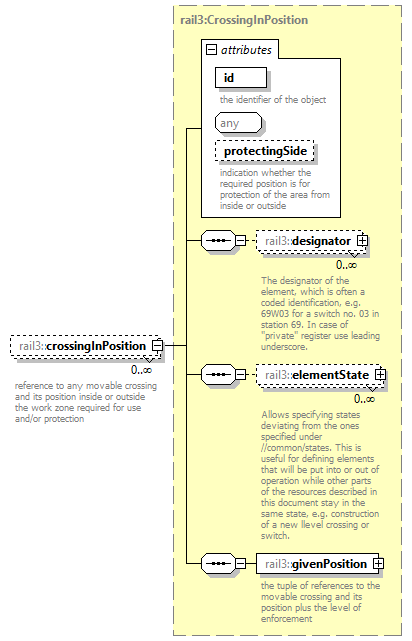 rail3:CrossingInPosition
attributes
id
the identifier of the object
any
protectingSide
indication whether the
required position is for
protection of the area from
inside or outside
rail3::designator
0..∞
The designator of the
element, which is often a
coded identification, e.g.
69W03 for a switch no. 03 in
station 69. In case of
"private" register use leading
underscore.
rail3::crossingInPosition
0..∞
reference to any movable crossing
and its position inside or outside
the work zone required for use
and/or protection
rail3::elementState
0..∞
Allows specifying states
deviating from the ones
specified under
//common/states. This is
useful for defining elements
that will be put into or out of
operation while other parts
of the resources described in
this document stay in the
same state, e.g. construction
of a new llevel crossing or
switch.
rail3::givenPosition
the tuple of references to the
movable crossing and its
position plus the level of
enforcement